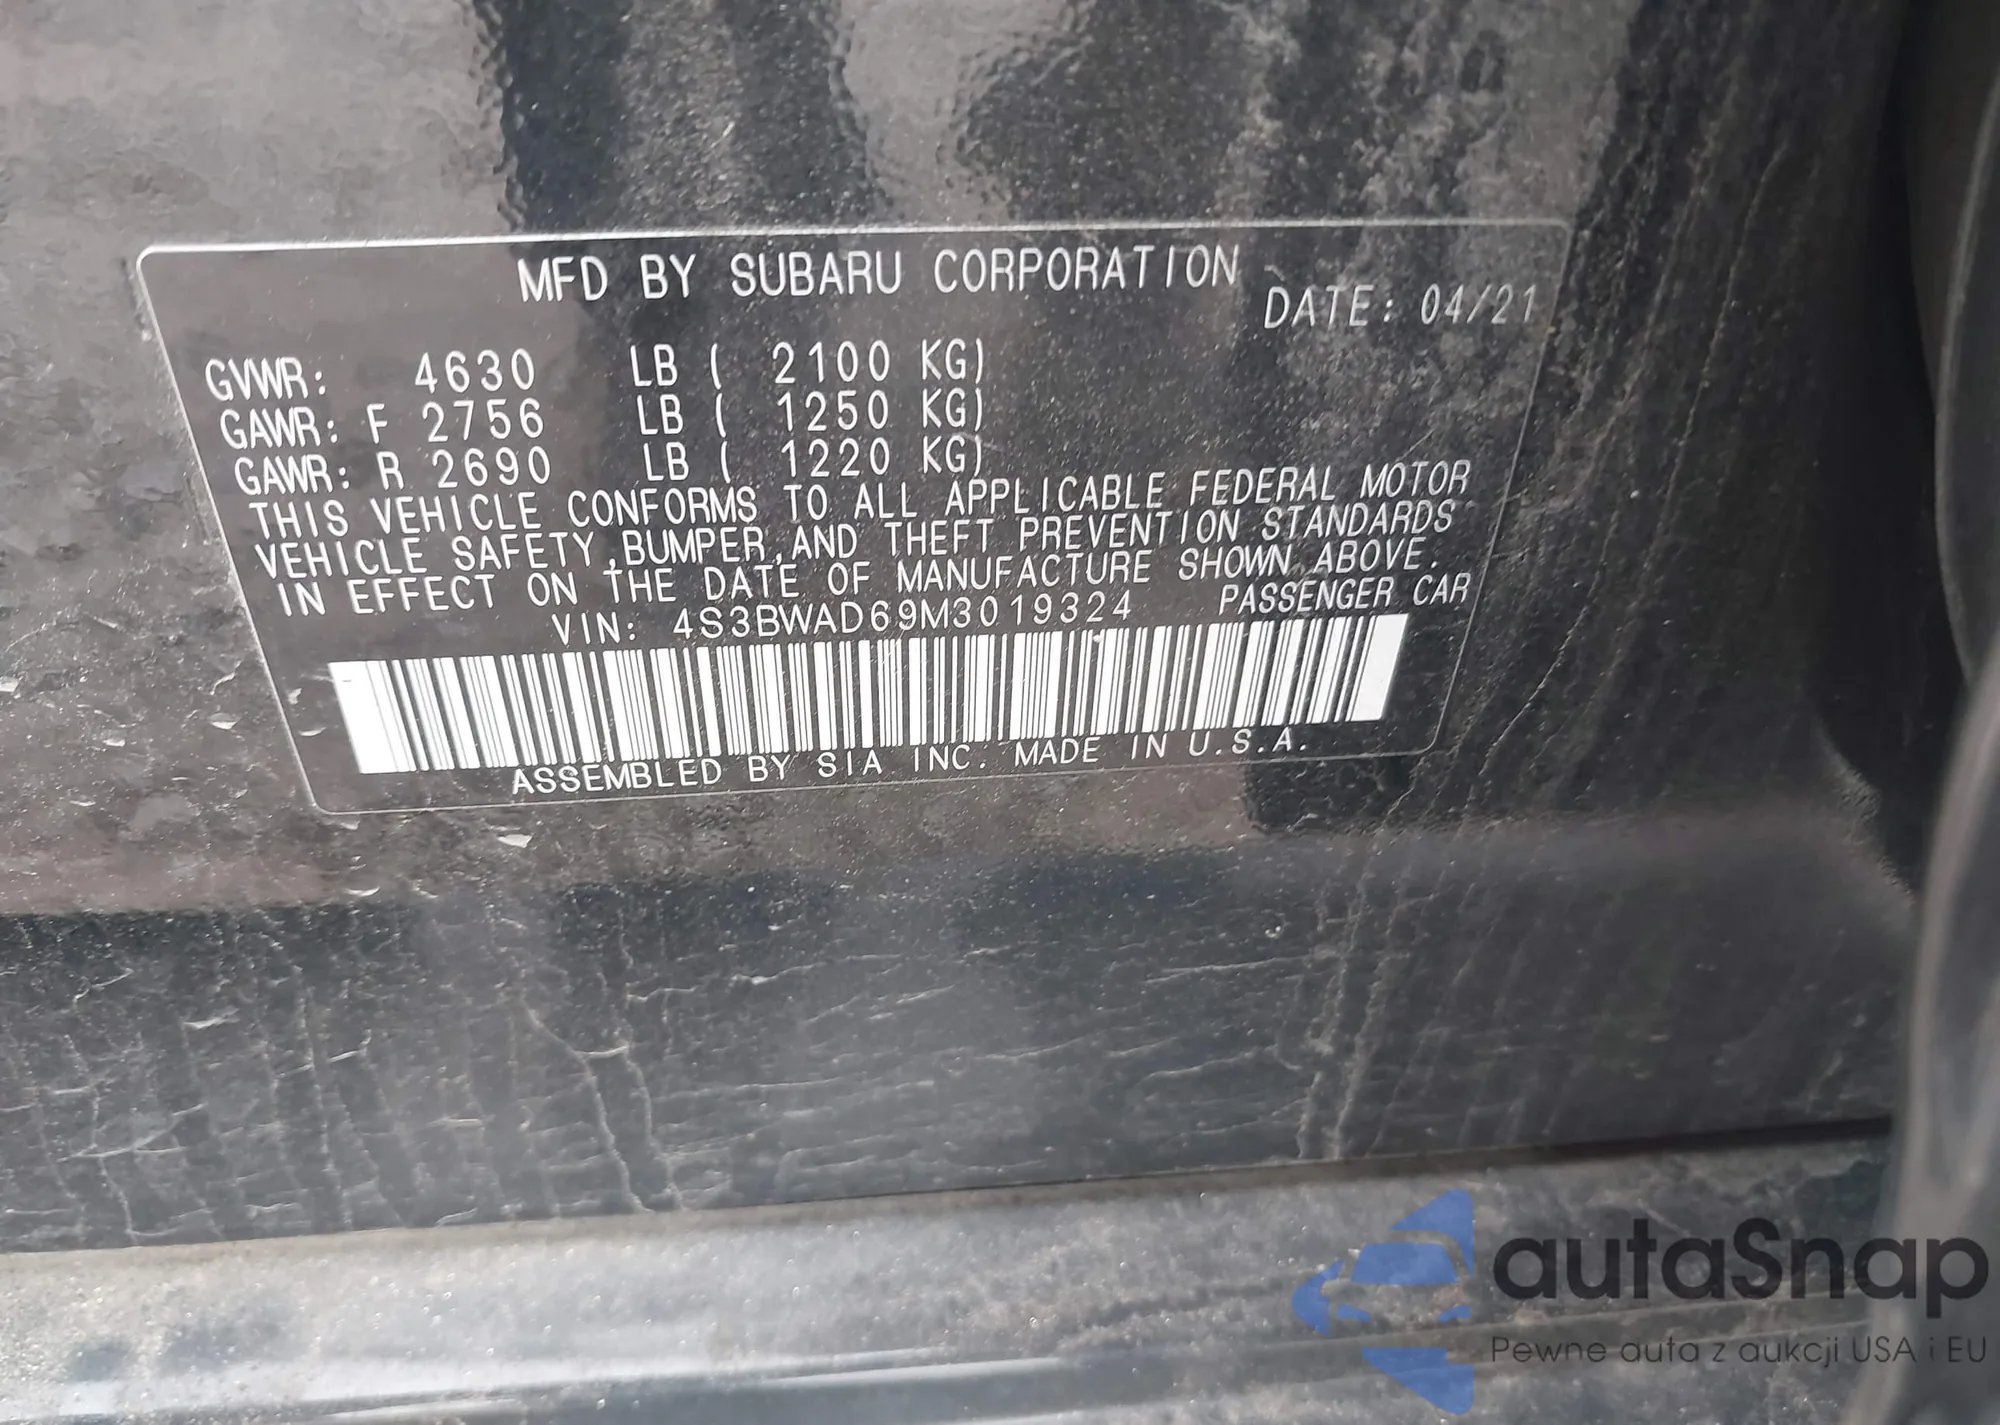 MFD BY SUBARU CORPORATION
DATE: 04/21
GVWR: 4630 LB ( 2100 KG)
GAWR: F 2756 LB ( 1250 KG)
GAWR: R 2690 LB ( 1220 KG)
THIS VEHICLE CONFORMS TO ALL APPLICABLE FEDERAL MOTOR
VEHICLE SAFETY,BUMPER,AND THEFT PREVENTION STANDARDS
IN EFFECT ON THE DATE OF MANUFACTURE SHOWN ABOVE.
VIN: 4S3BWAD69M3019324 PASSENGER CAR
ASSEMBLED BY SIA INC. MADE IN U.S.A.
autaSnap
Pewne auta z aukcji USA i EU